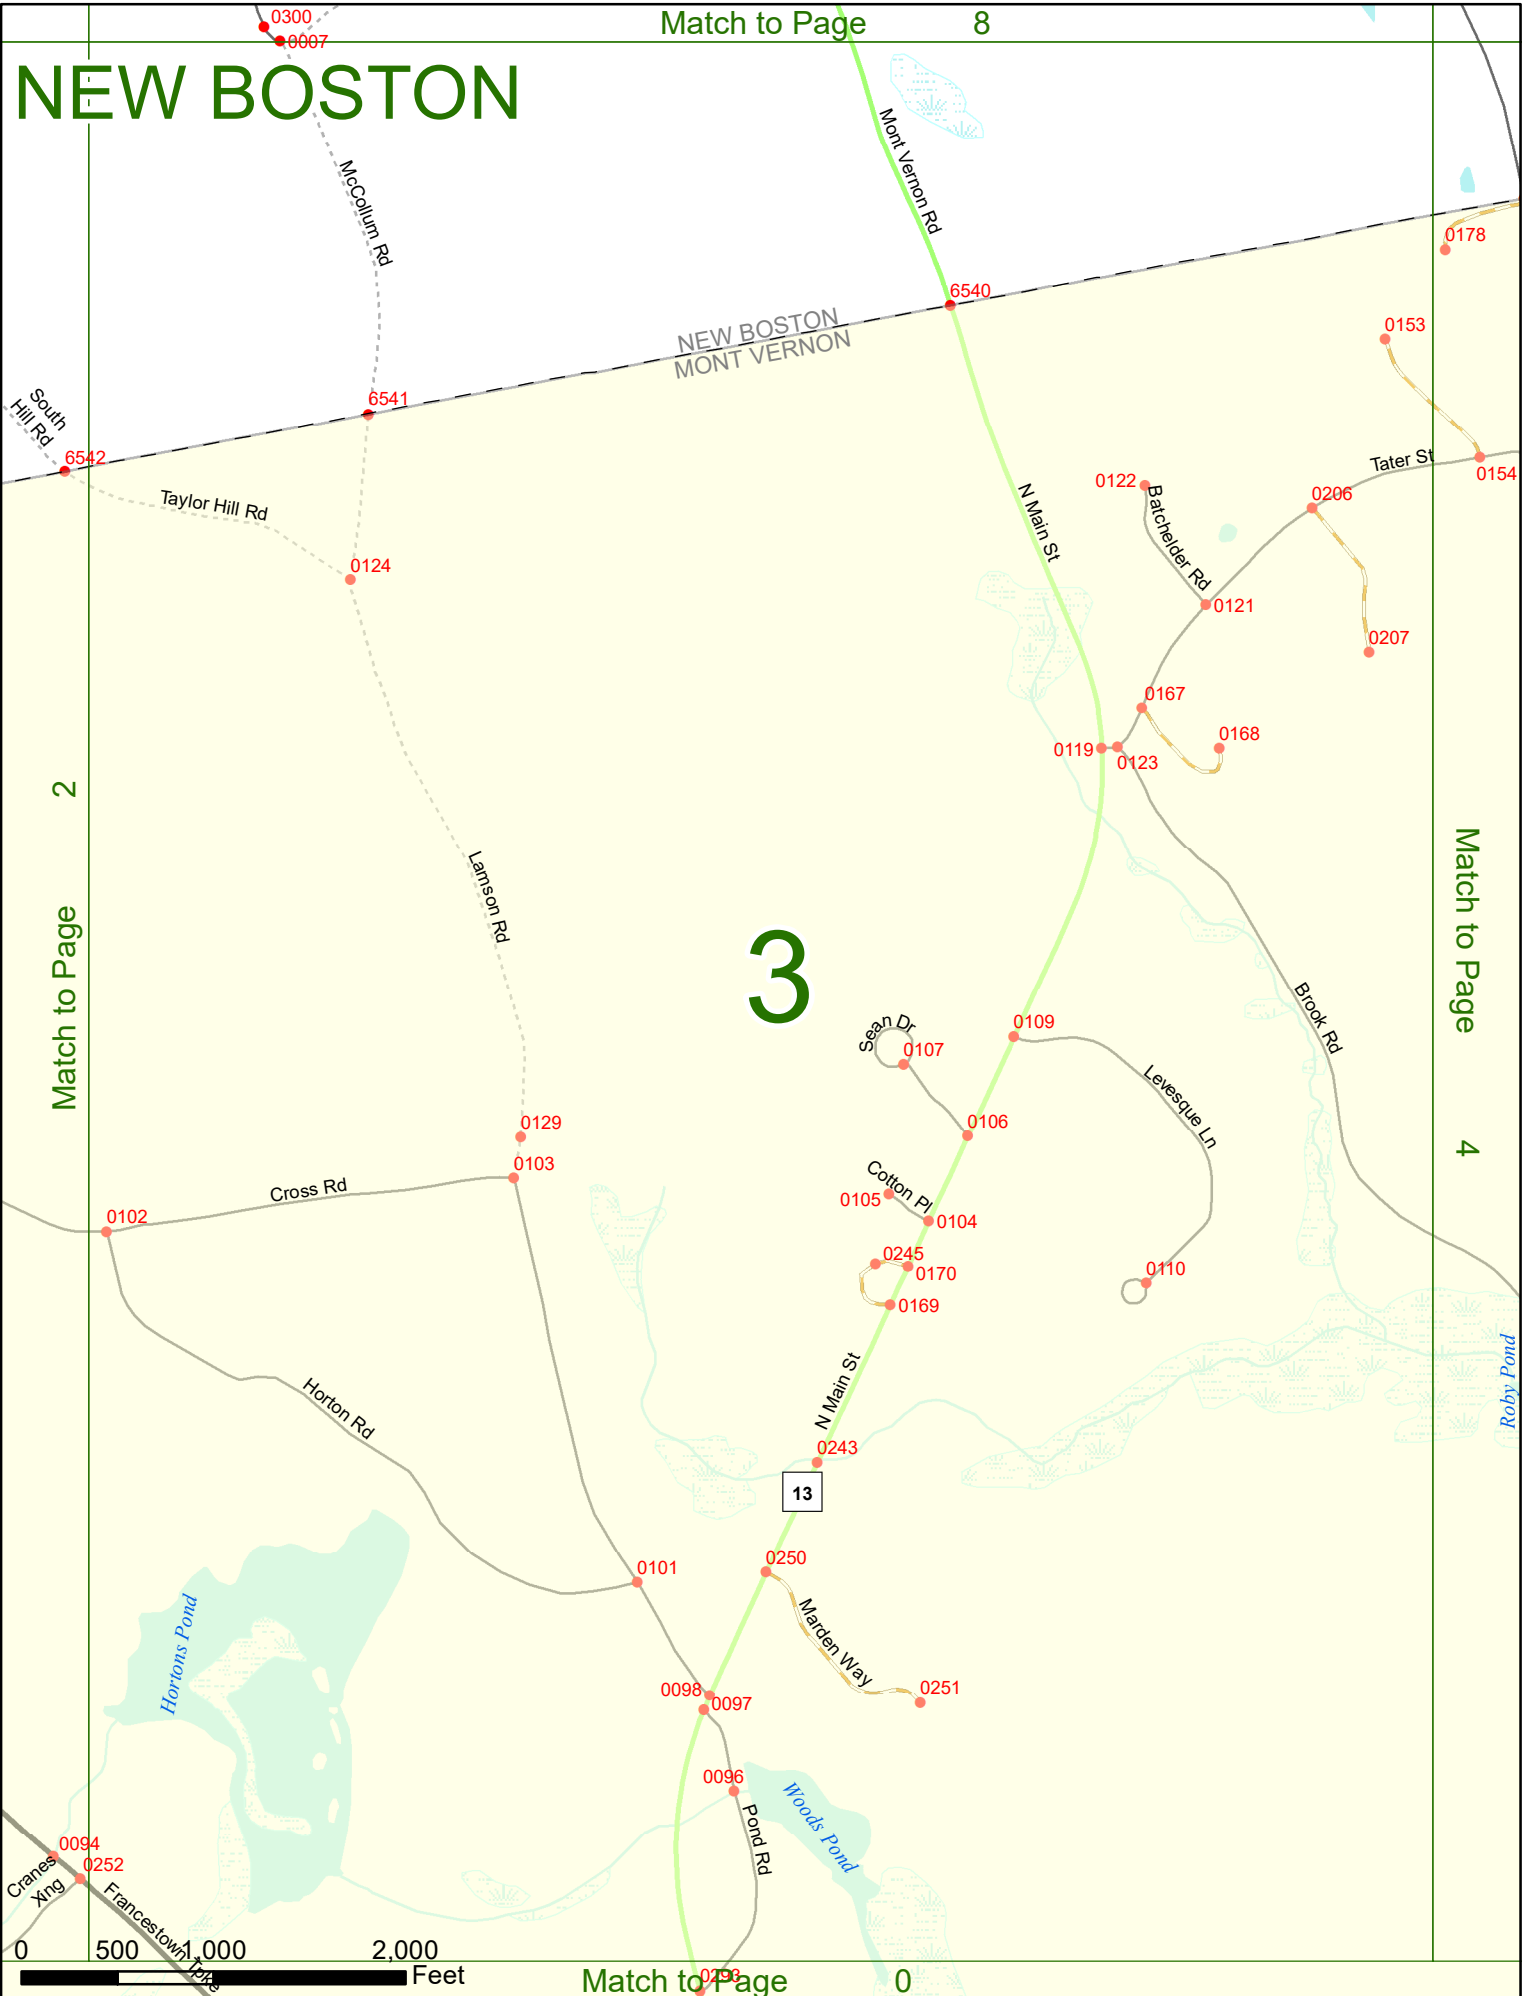 Match to Page 8
0300
0007
NEW BOSTON
McCollum Rd
Mont Vernon Rd
0178
6540
NEW BOSTON
MONT VERNON
0153
South
Hill Rd
6541
6542
Tater St
0154
0122
Batchelder Rd
0206
N Main St
Taylor Hill Rd
0124
0121
0207
0167
0168
0119
0123
Match to Page 2
Match to Page 4
Lamson Rd
3
Brook Rd
Sean Dr
0107
0109
Levesque Ln
0129
0106
0103
Cotton Pl
0105
Cross Rd
0102
0104
0245
0170
0110
0169
Roby Pond
N Main St
Horton Rd
0243
13
0250
0101
Marden Way
Hortons Pond
0098
0097
0251
0096
Woods Pond
Pond Rd
0094
Cranes
Xing
0252
Francestown Tpke
0 500 1,000 2,000
Feet
0293
Match to Page 0